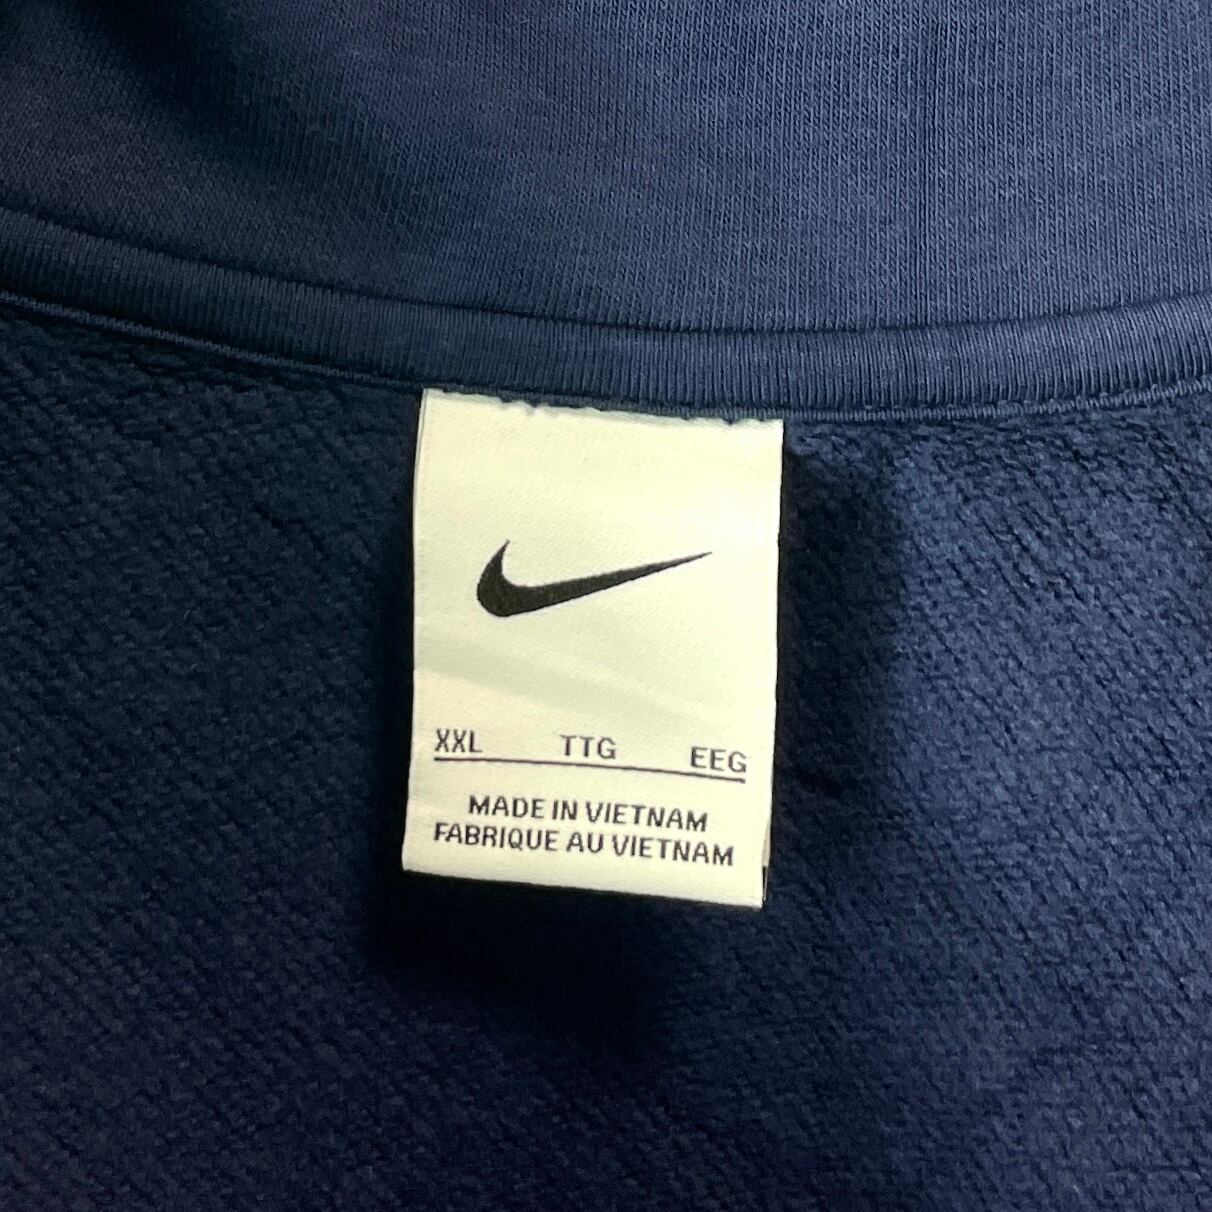 XXL TTG EEG
MADE IN VIETNAM
FABRIQUE AU VIETNAM